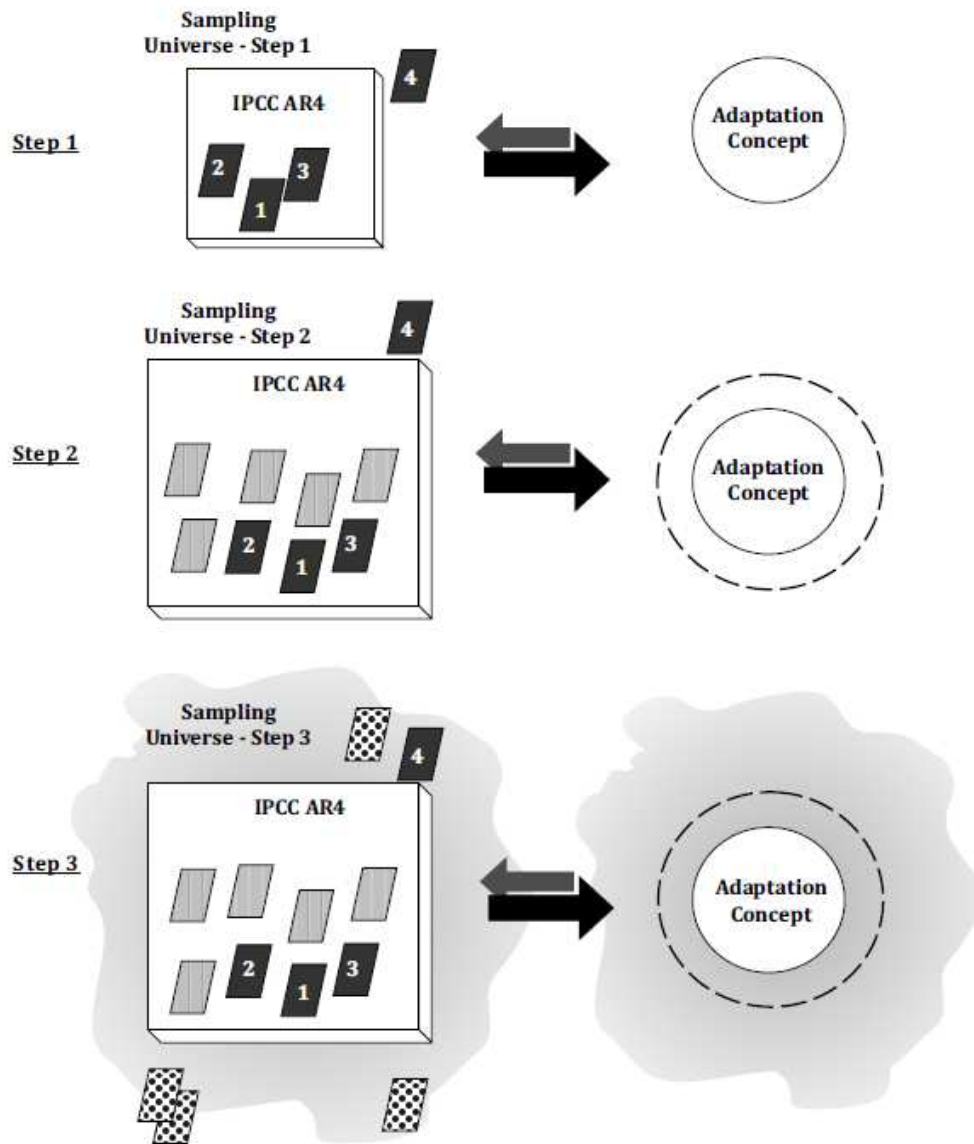 Sampling
Universe - Step 1
4
IPCC AR4
Step 1
2
3
1
Adaptation
Concept
Sampling
Universe - Step 2
4
IPCC AR4
Step 2
2
1
3
Adaptation
Concept
Sampling
Universe - Step 3
4
IPCC AR4
Step 3
2
1
3
Adaptation
Concept